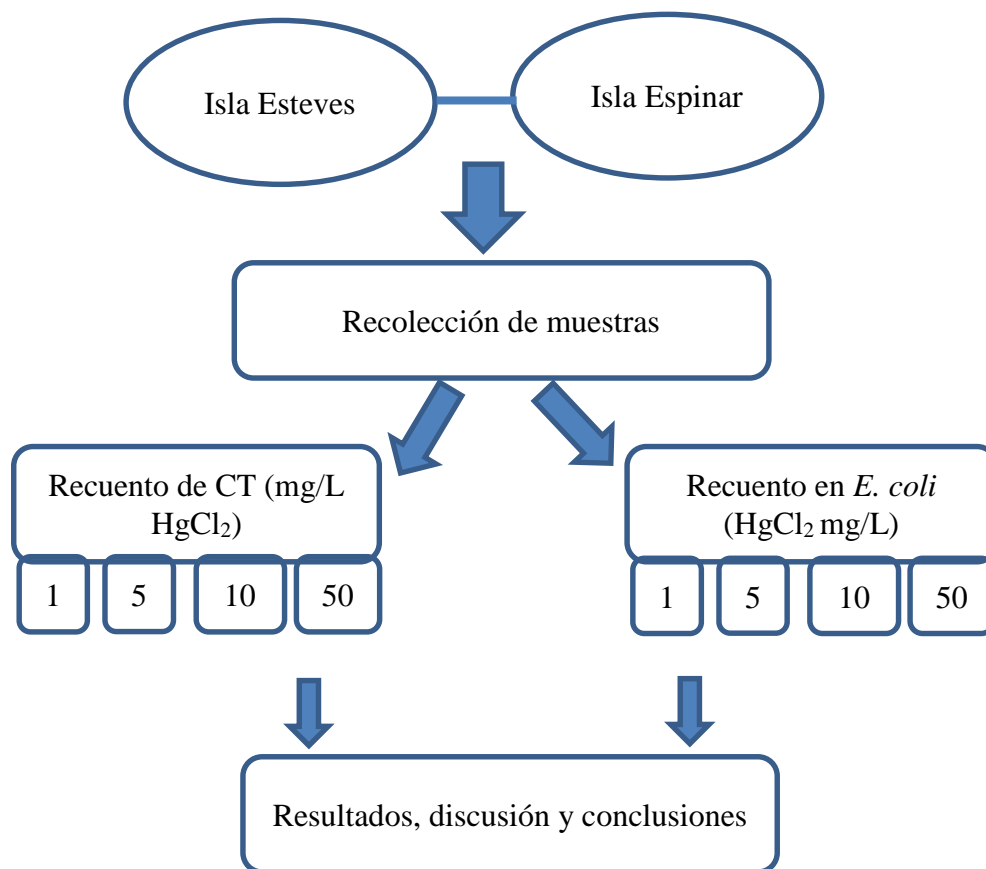 Isla Esteves
Isla Espinar
Recolección de muestras
Recuento de CT (mg/L
HgCl₂)
1 5 10 50
Recuento en E. coli
(HgCl₂ mg/L)
1 5 10 50
Resultados, discusión y conclusiones